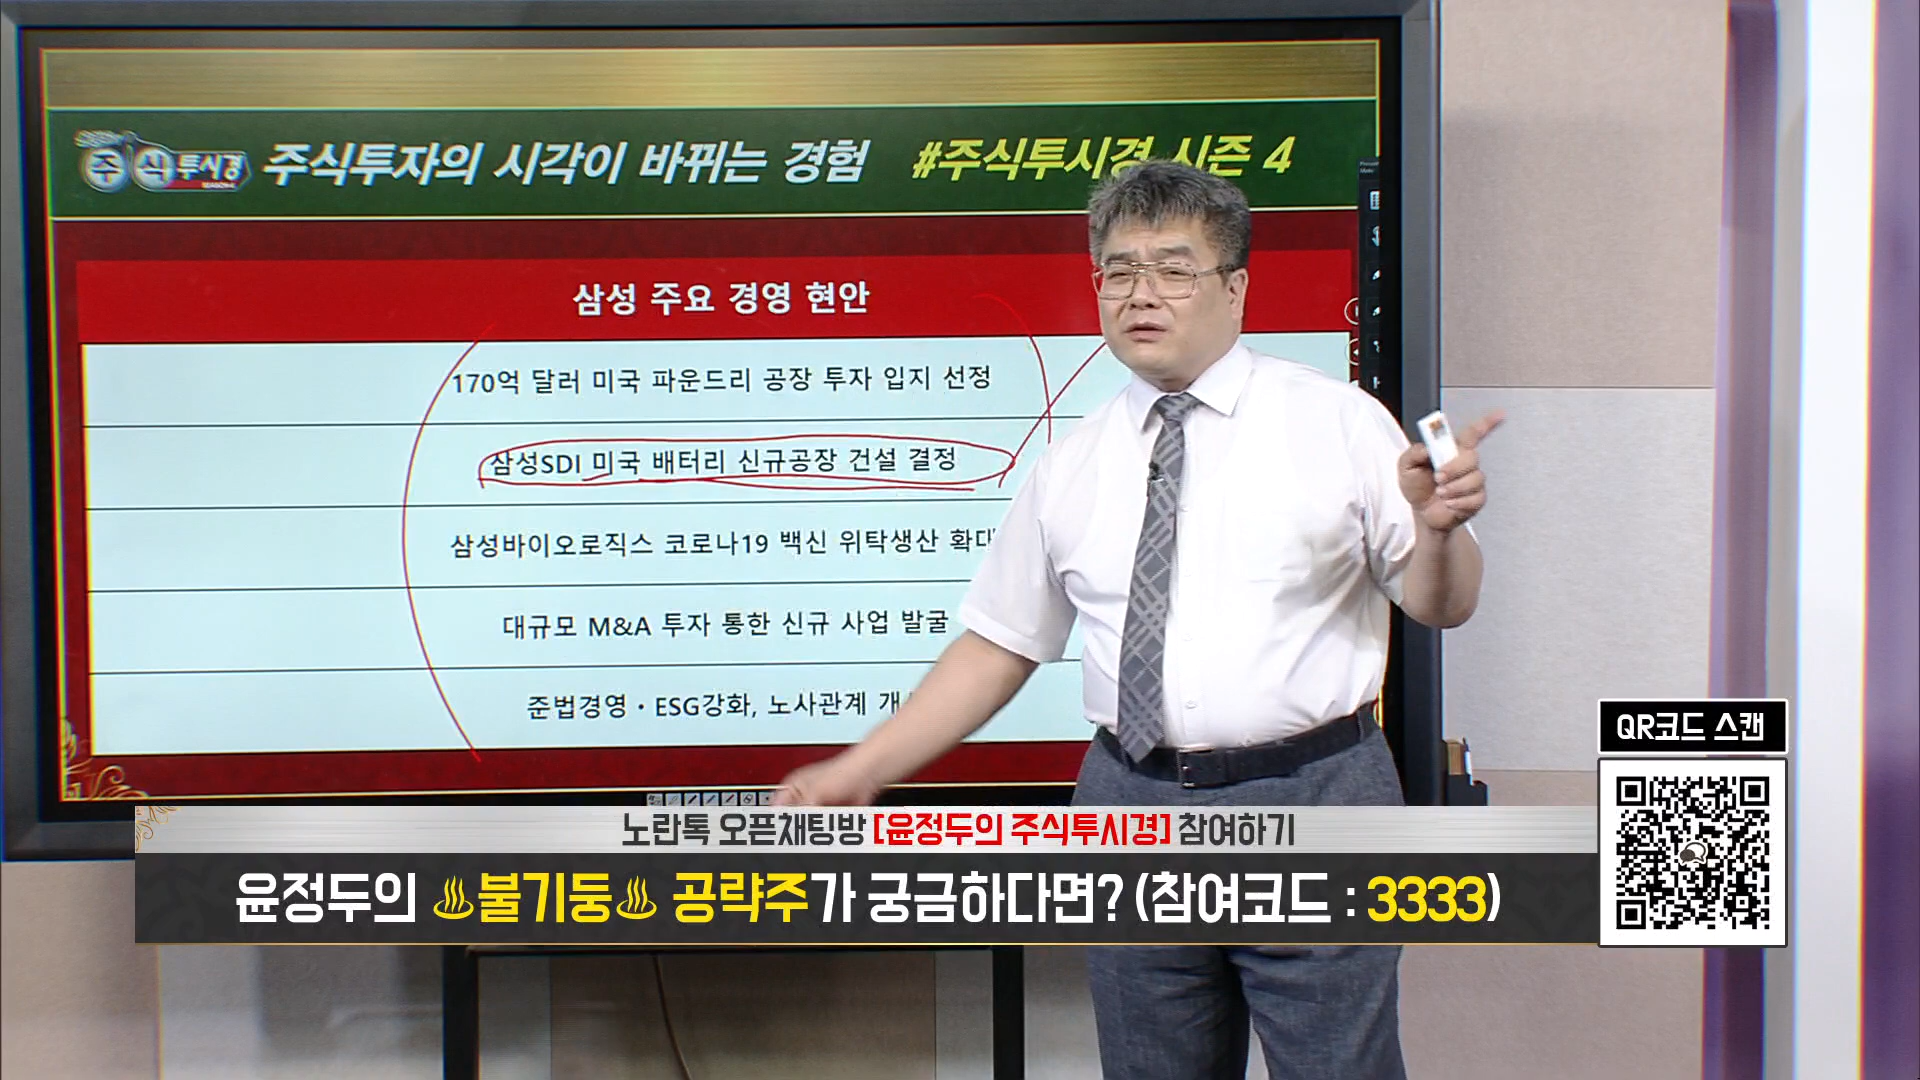 주식투시경
주식투자의 시각이 바뀌는 경험 #주식투시경 시즌 4
삼성 주요 경영 현안
170억 달러 미국 파운드리 공장 투자 입지 선정
삼성SDI 미국 배터리 신규공장 건설 결정
삼성바이오로직스 코로나19 백신 위탁생산 확대
대규모 M&A 투자 통한 신규 사업 발굴
준법경영·ESG강화, 노사관계
QR코드 스캔
노란톡 오픈채팅방 [윤정두의 주식투시경] 참여하기
윤정두의 ♨불기둥♨ 공략주가 궁금하다면? (참여코드 : 3333)